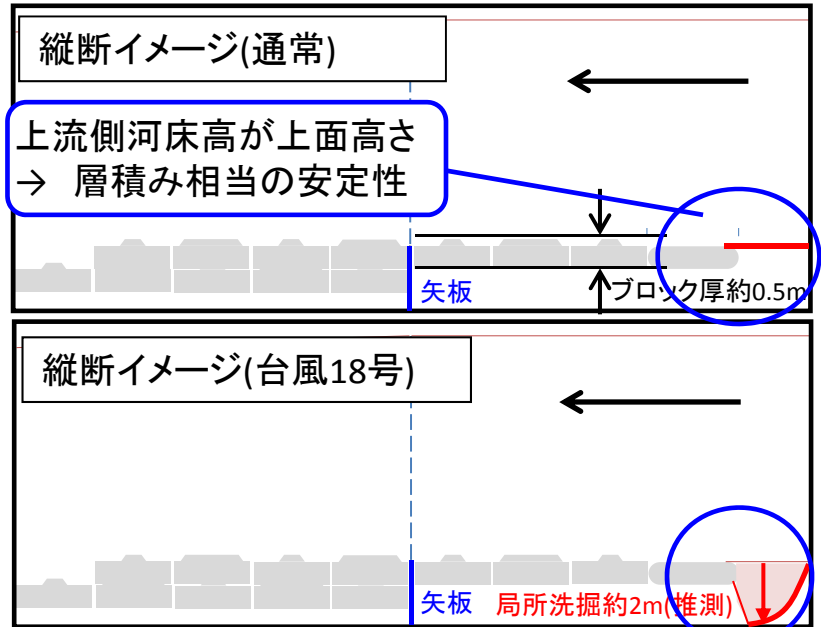 縦断イメージ(通常)
上流側河床高が上面高さ
→ 層積み相当の安定性
矢板
ブロック厚約0.5m
縦断イメージ(台風18号)
矢板
局所洗掘約2m(推測)